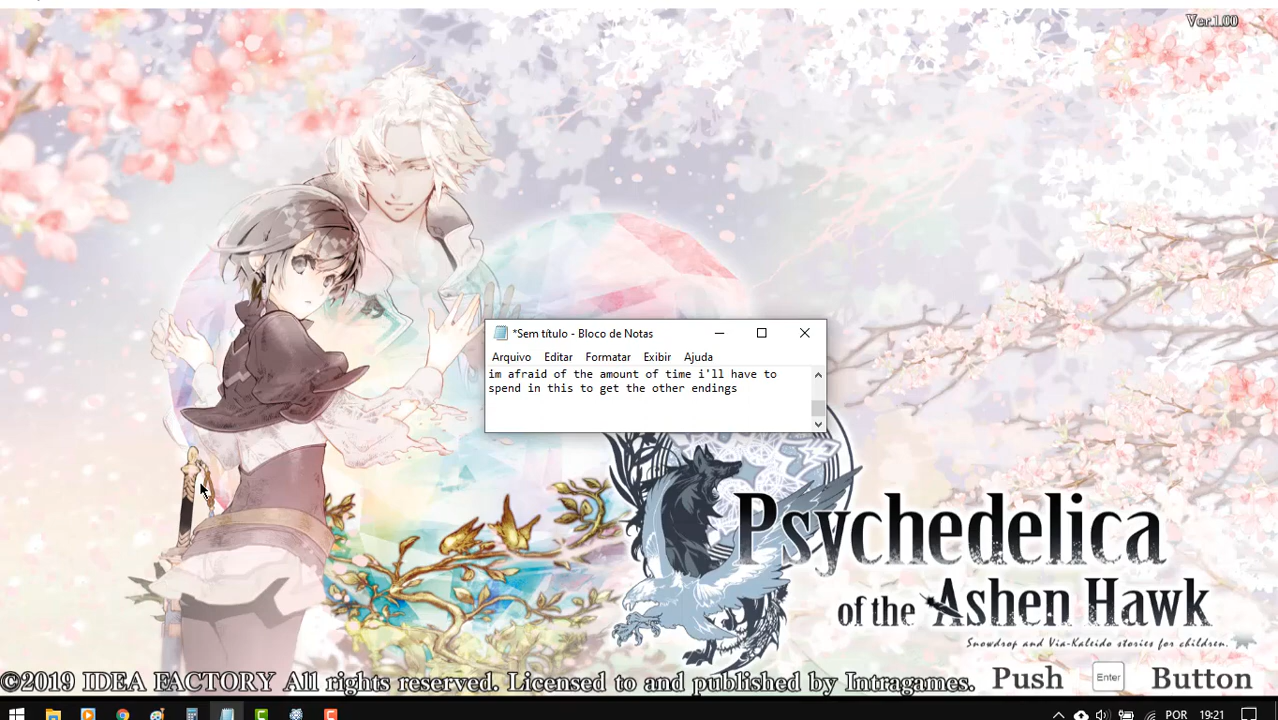 Ver.1.00
*Sem título - Bloco de Notas
Arquivo Editar Formatar Exibir Ajuda
im afraid of the amount of time i'll have to
spend in this to get the other endings
Psychedelica
of the Ashen Hawk
Snowdrop and Via-Kaleido stories for children.
©2019 IDEA FACTORY All rights reserved. Licensed to and published by Intragames.
Push Enter Button
POR 19:21